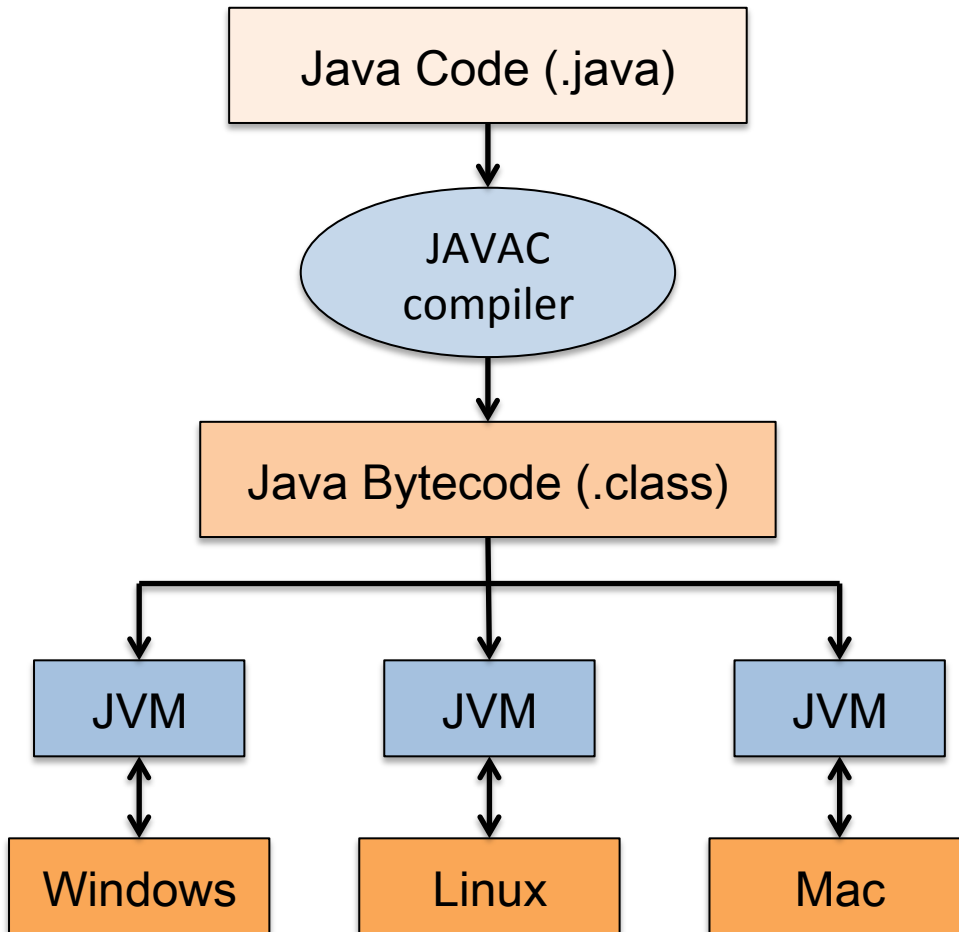 Java Code (.java)
JAVAC
compiler
Java Bytecode (.class)
JVM
JVM
JVM
Windows
Linux
Mac